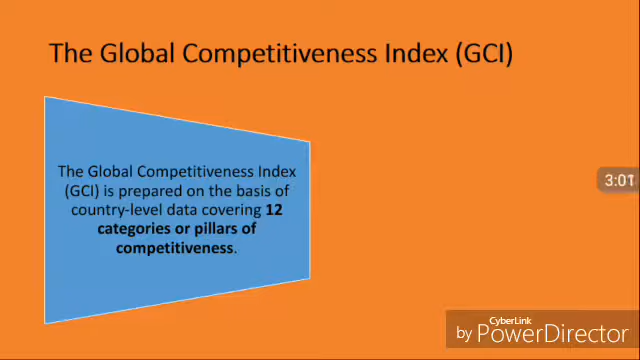 The Global Competitiveness Index (GCI)
The Global Competitiveness Index
(GCI) is prepared on the basis of
country-level data covering 12
categories or pillars of
competitiveness.
3:01
CyberLink
by PowerDirector